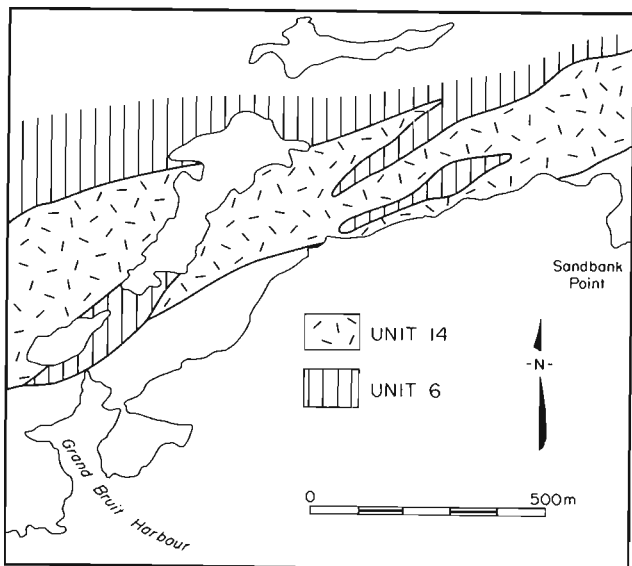 Sandbank
Point
UNIT 14
UNIT 6
-N-
Grand Bruit Harbour
0
500m